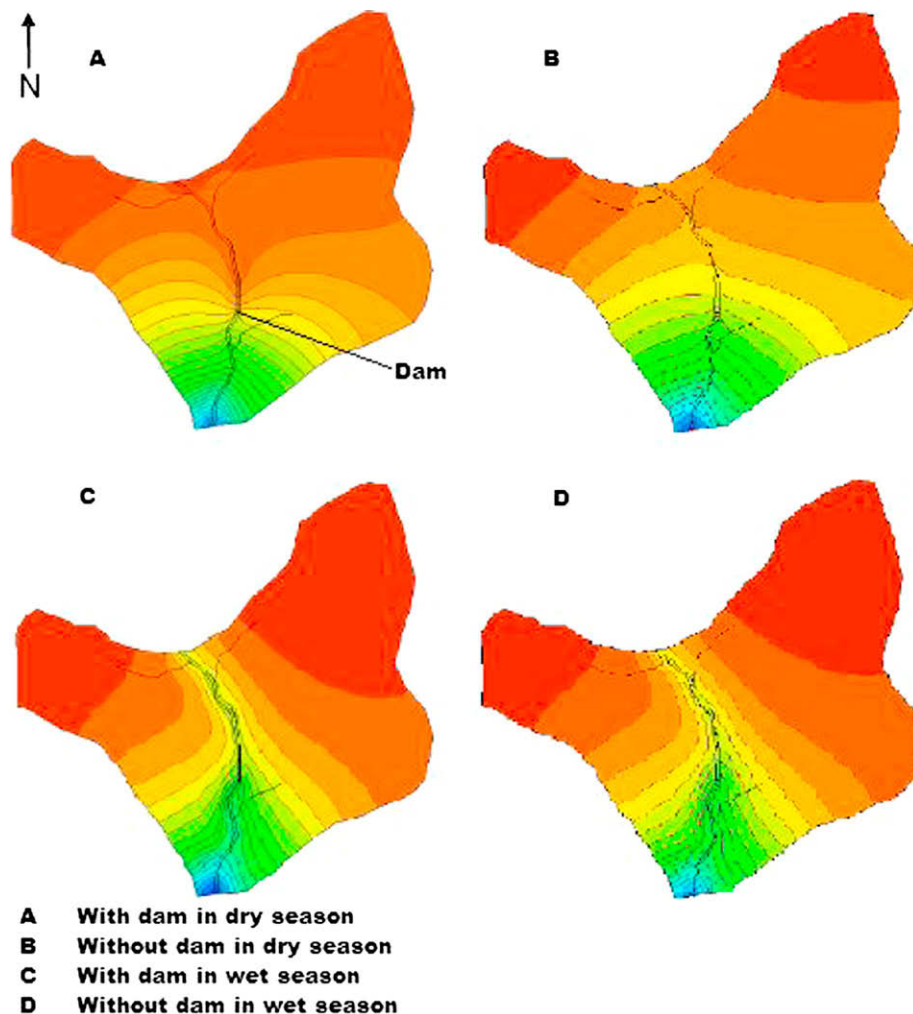 A
B
N
Dam
C
D
A With dam in dry season
B Without dam in dry season
C With dam in wet season
D Without dam in wet season